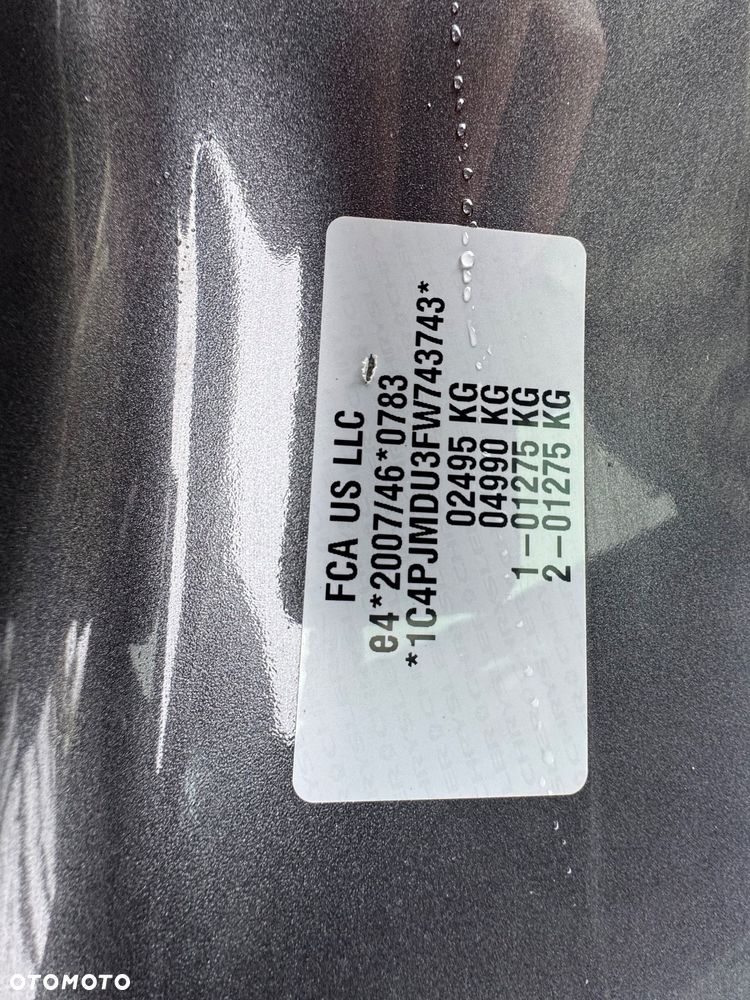 FCA US LLC
e4*2007/46*0783
*1C4PJMDU3FW743743*
02495 KG
04990 KG
1-01275 KG
2-01275 KG
OTOMOTO